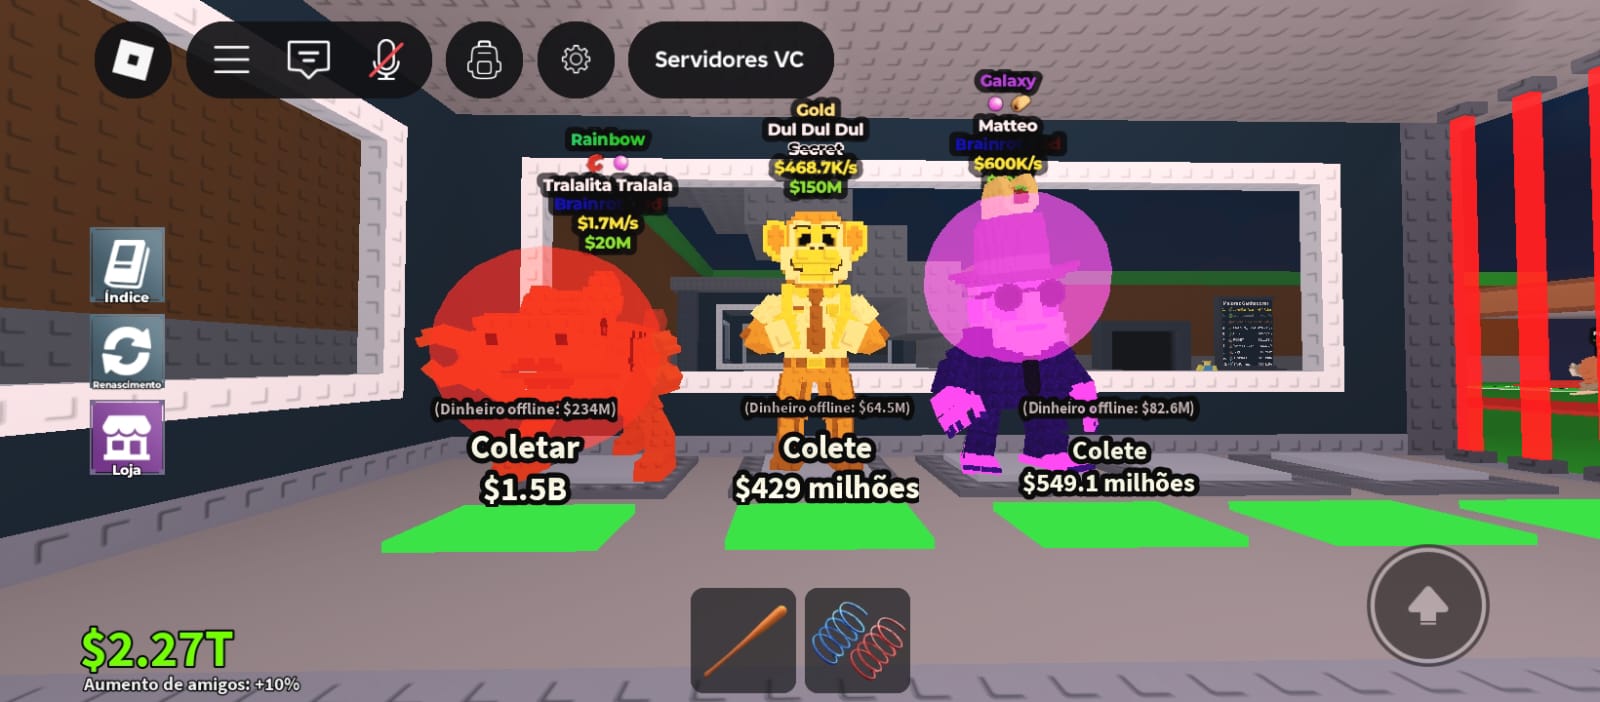 Servidores VC
Galaxy
Matteo
$600K/s
Gold
Dul Dul Dul
Secret
$468.7K/s
$150M
Rainbow
Tralalita Tralala
$1.7M/s
$20M
Índice
Renascimento
Loja
(Dinheiro offline: $234M)
Coletar
$1.5B
(Dinheiro offline: $64.5M)
Colete
$429 milhões
(Dinheiro offline: $82.6M)
Colete
$549.1 milhões
$2.27T
Aumento de amigos: +10%